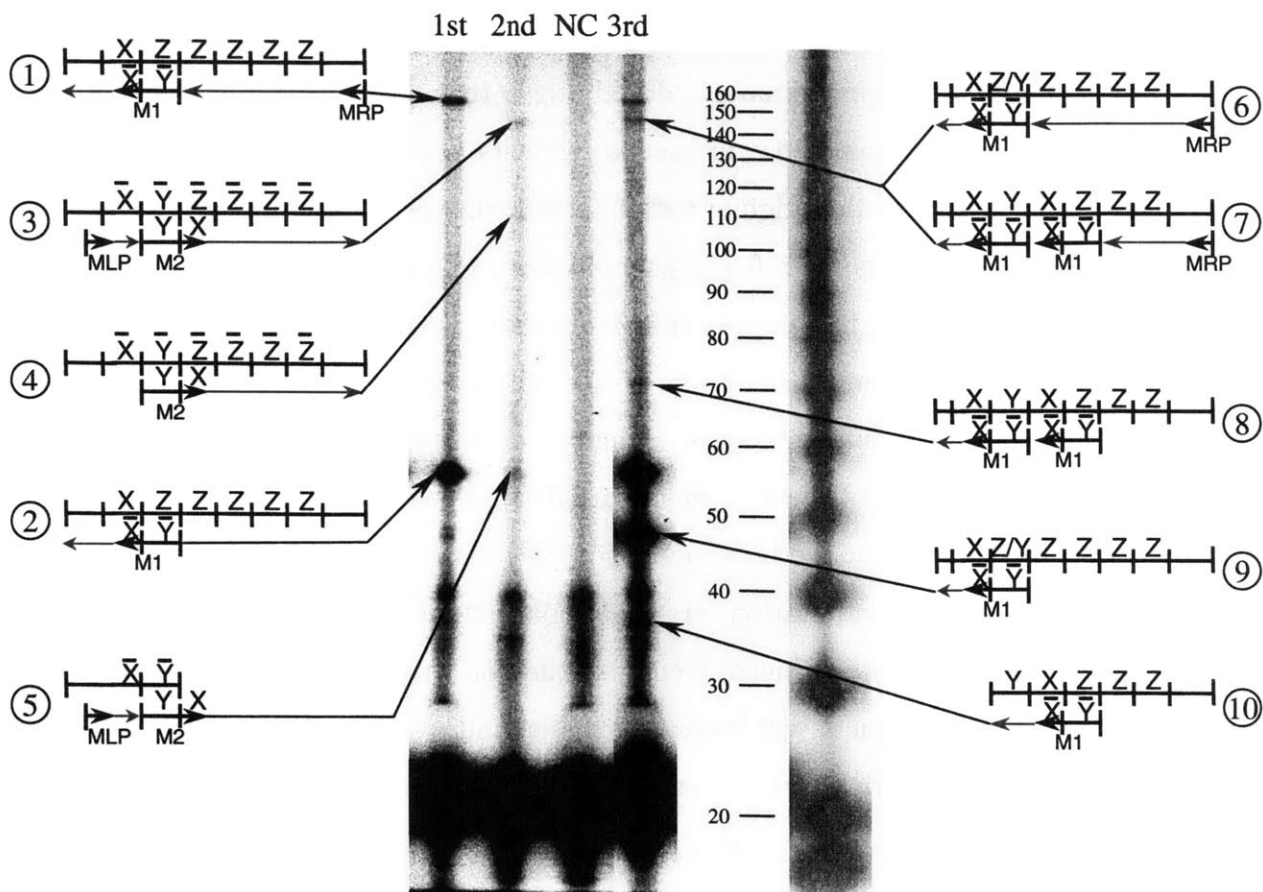 1st 2nd NC 3rd
① X Z Z Z Z Z
X̄ Ȳ
M1 MRP
③ X̄ Ȳ Z̄ Z̄ Z̄ Z̄
Y X
MLP M2
④ X̄ Ȳ Z̄ Z̄ Z̄ Z̄
Y X
M2
② X Z Z Z Z Z
X̄ Ȳ
M1
⑤ X̄ Ȳ
Y X
MLP M2
160
150
140
130
120
110
100
90
80
70
60
50
40
30
20
X Z/Y Z Z Z Z ⑥
X̄ Ȳ
M1 MRP
X Y X Z Z Z ⑦
X̄ Ȳ X̄ Ȳ
M1 M1 MRP
X Y X Z Z Z ⑧
X̄ Ȳ X̄ Ȳ
M1 M1
X Z/Y Z Z Z Z ⑨
X̄ Ȳ
M1
Y X Z Z Z ⑩
X̄ Ȳ
M1